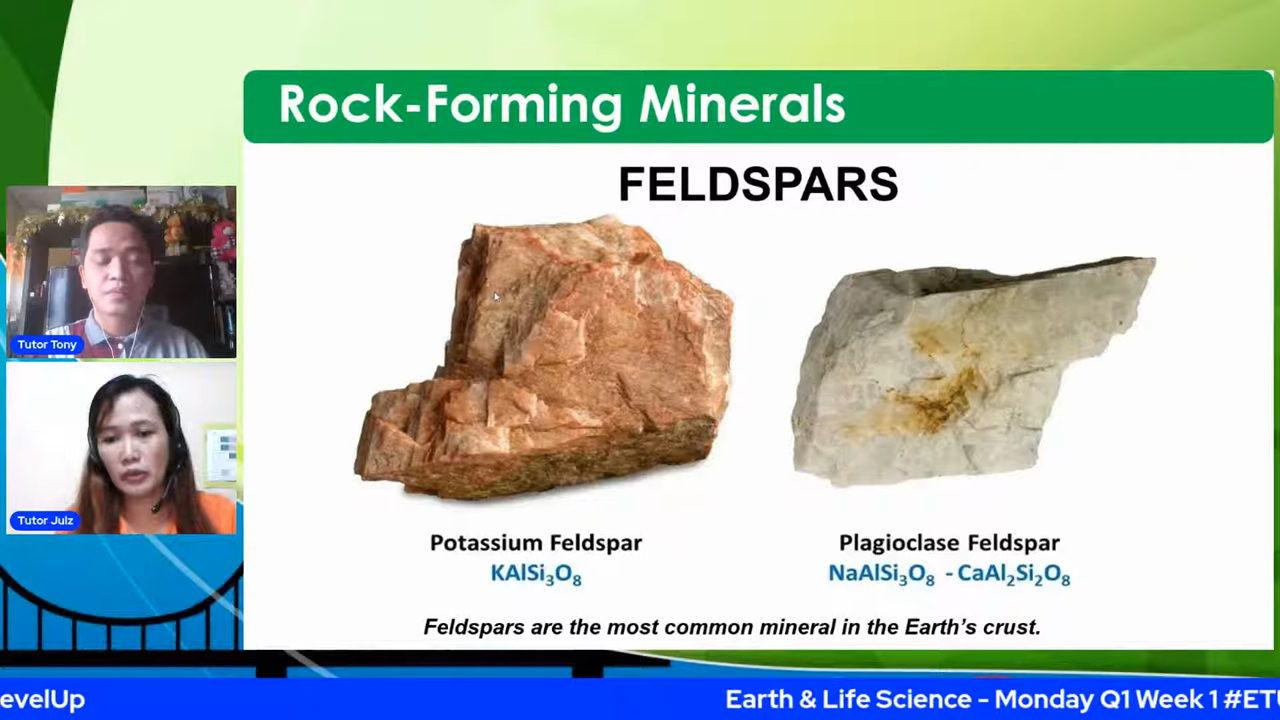 Rock-Forming Minerals
FELDSPARS
Tutor Tony
Tutor Julz
Potassium Feldspar
KAlSi₃O₈
Plagioclase Feldspar
NaAlSi₃O₈ - CaAl₂Si₂O₈
Feldspars are the most common mineral in the Earth's crust.
evelUp
Earth & Life Science - Monday Q1 Week 1 #ETU